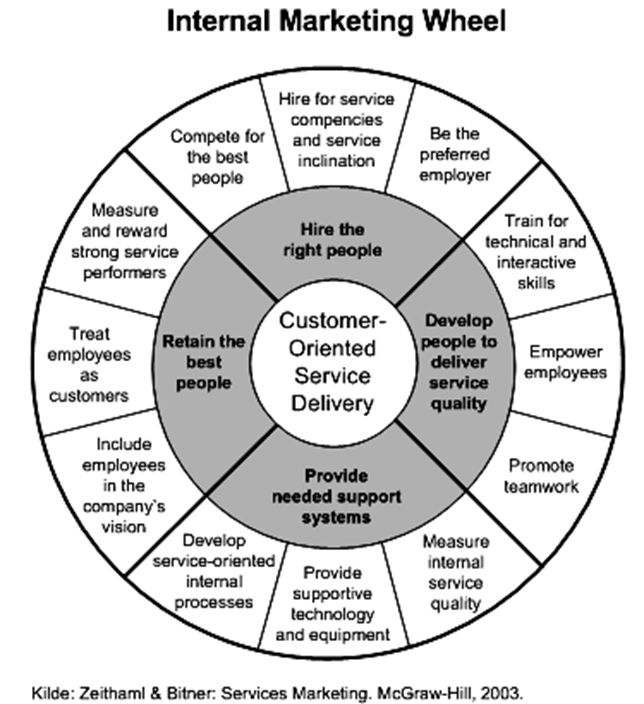 Internal Marketing Wheel
Hire for service
compencies
and service
inclination
Compete for
the best
people
Be the
preferred
employer
Measure
and reward
strong service
performers
Hire the
right people
Train for
technical and
interactive
skills
Treat
employees
as
customers
Retain the
best
people
Customer-
Oriented
Service
Delivery
Develop
people to
deliver
service
quality
Empower
employees
Include
employees
in the
company's
vision
Provide
needed support
systems
Promote
teamwork
Develop
service-oriented
internal
processes
Provide
supportive
technology
and equipment
Measure
internal
service
quality
Kilde: Zeithaml & Bitner: Services Marketing. McGraw-Hill, 2003.